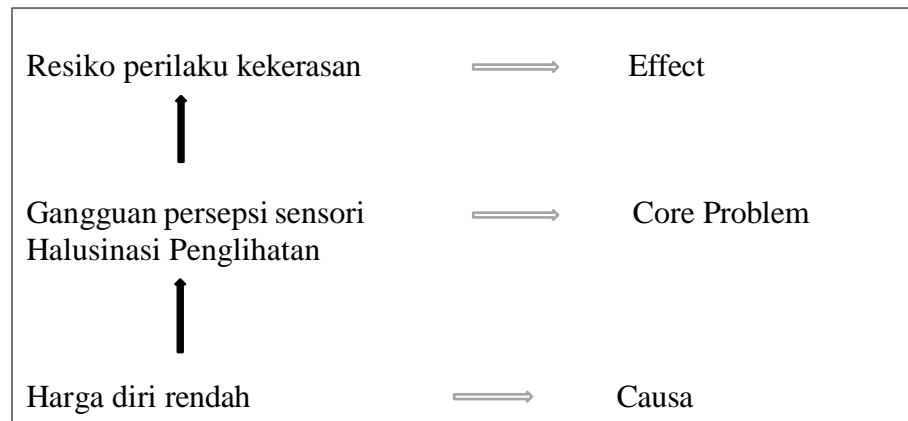 Resiko perilaku kekerasan Effect
Gangguan persepsi sensori Core Problem
Halusinasi Penglihatan
Harga diri rendah Causa